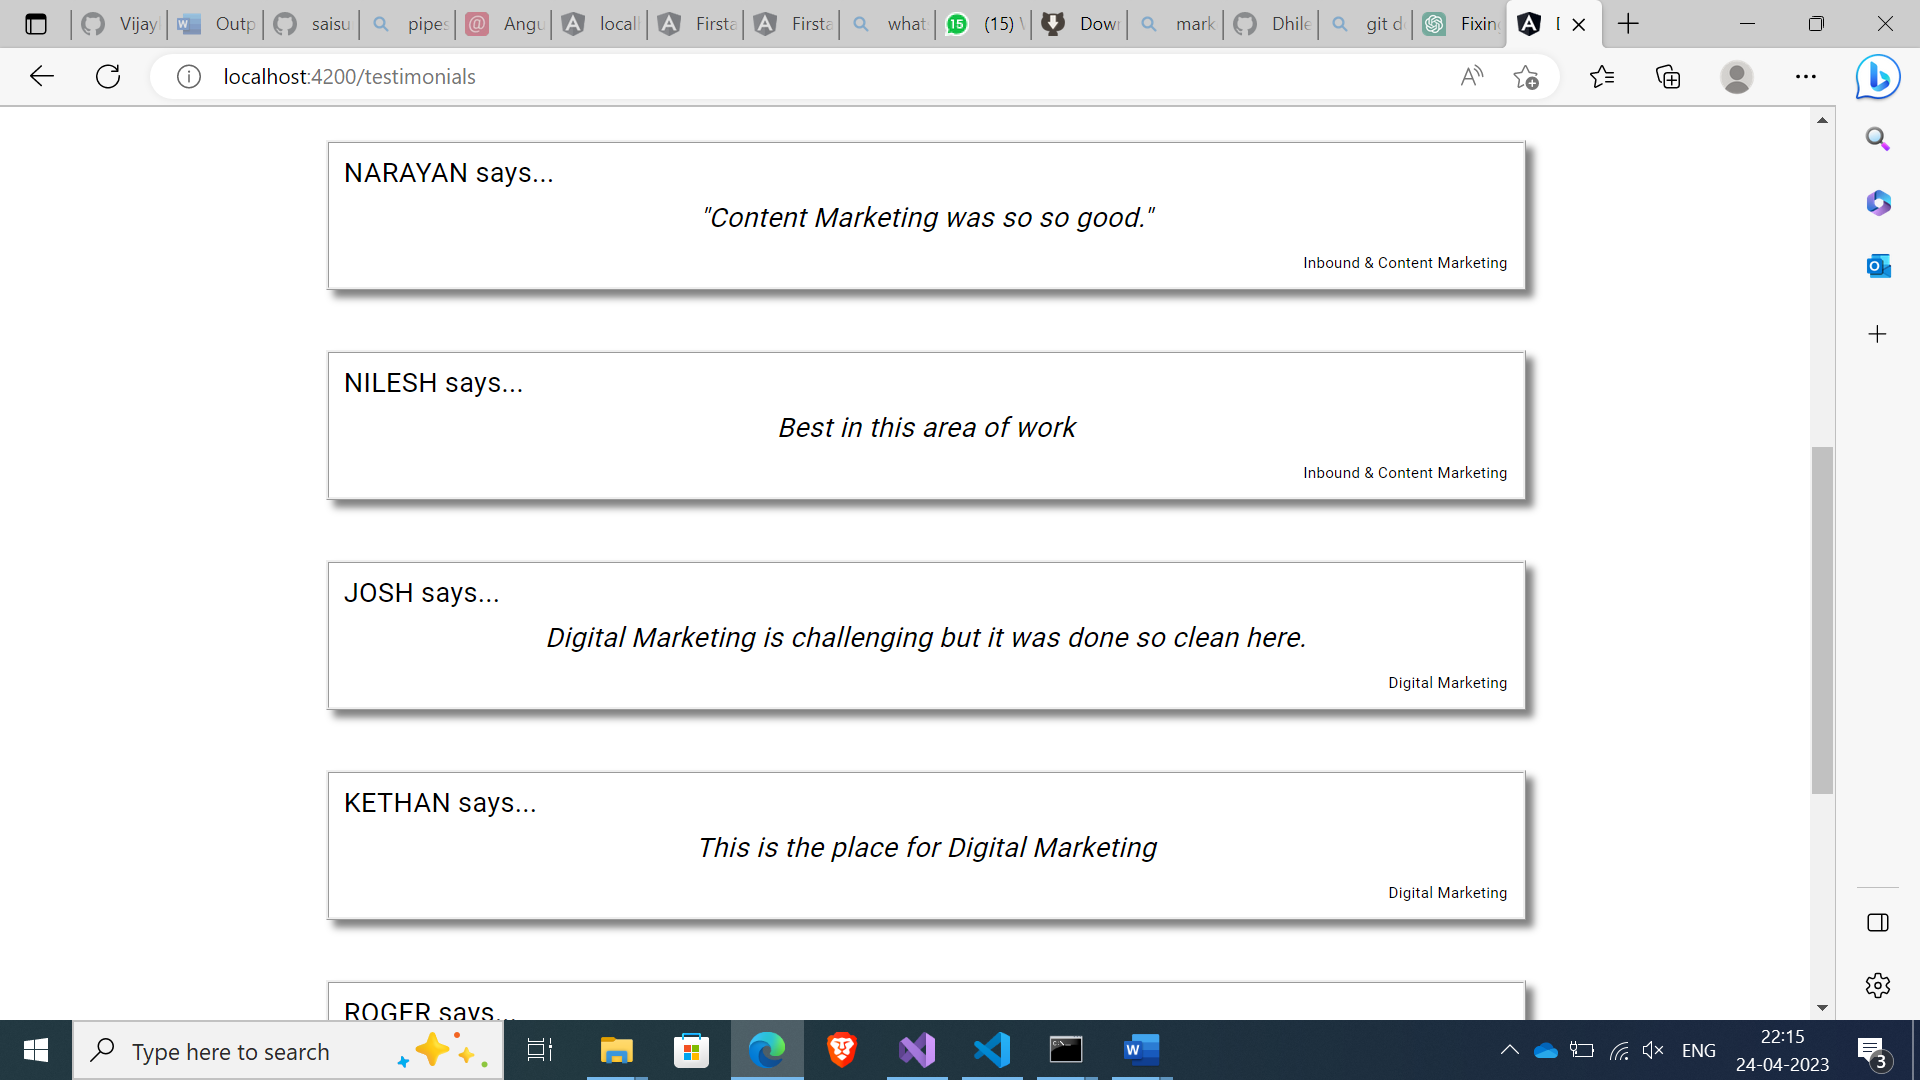 Vijay
Outp
saisu
pipes
Angu
locall
Firsta
Firsta
what
15
(15)
Down
mark
Dhile
git d
Fixing
localhost:4200/testimonials
NARAYAN says...
"Content Marketing was so so good."
Inbound & Content Marketing
NILESH says...
Best in this area of work
Inbound & Content Marketing
JOSH says...
Digital Marketing is challenging but it was done so clean here.
Digital Marketing
KETHAN says...
This is the place for Digital Marketing
Digital Marketing
ROGER says...
Type here to search
ENG
22:15
24-04-2023
3